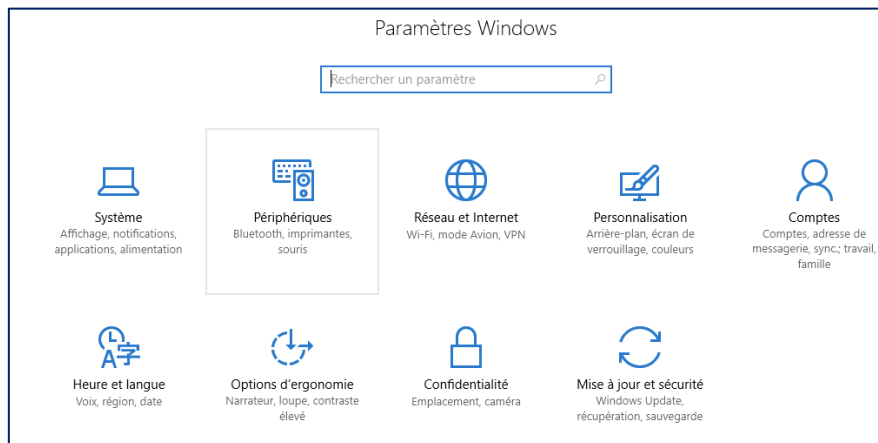 Paramètres Windows
Rechercher un paramètre
Système
Affichage, notifications,
applications, alimentation
Périphériques
Bluetooth, imprimantes,
souris
Réseau et Internet
Wi-Fi, mode Avion, VPN
Personnalisation
Arrière-plan, écran de
verrouillage, couleurs
Comptes
Comptes, adresse de
messagerie, sync.; travail,
famille
Heure et langue
Voix, région, date
Options d'ergonomie
Narrateur, loupe, contraste
élevé
Confidentialité
Emplacement, caméra
Mise à jour et sécurité
Windows Update,
récupération, sauvegarde